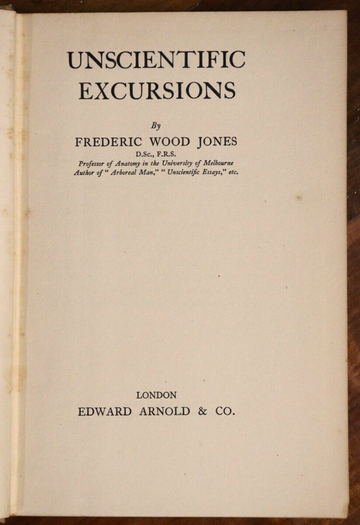 UNSCIENTIFIC
EXCURSIONS
By
FREDERIC WOOD JONES
D.Sc., F.R.S.
Professor of Anatomy in the University of Melbourne
Author of "Arboreal Man," "Unscientific Essays," etc.
LONDON
EDWARD ARNOLD & CO.